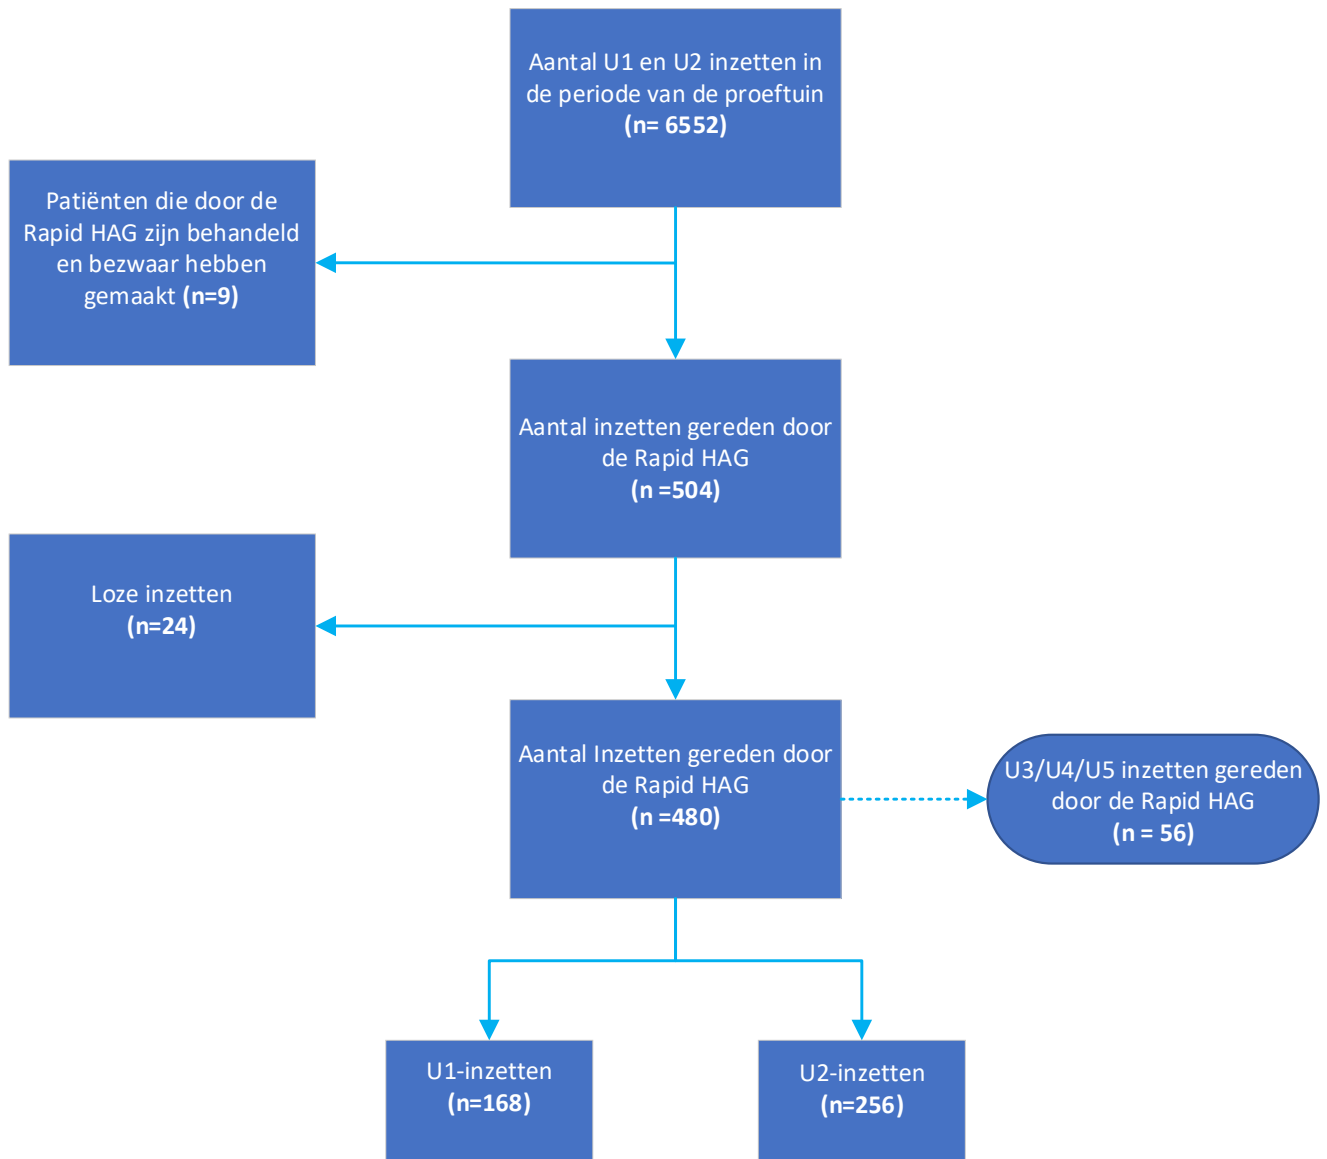 Aantal U1 en U2 inzetten in
de periode van de proeftuin
(n= 6552)
Patiënten die door de
Rapid HAG zijn behandeld
en bezwaar hebben
gemaakt (n=9)
Aantal inzetten gereden door
de Rapid HAG
(n =504)
Loze inzetten
(n=24)
Aantal Inzetten gereden door
de Rapid HAG
(n =480)
U3/U4/U5 inzetten gereden
door de Rapid HAG
(n = 56)
U1-inzetten
(n=168)
U2-inzetten
(n=256)